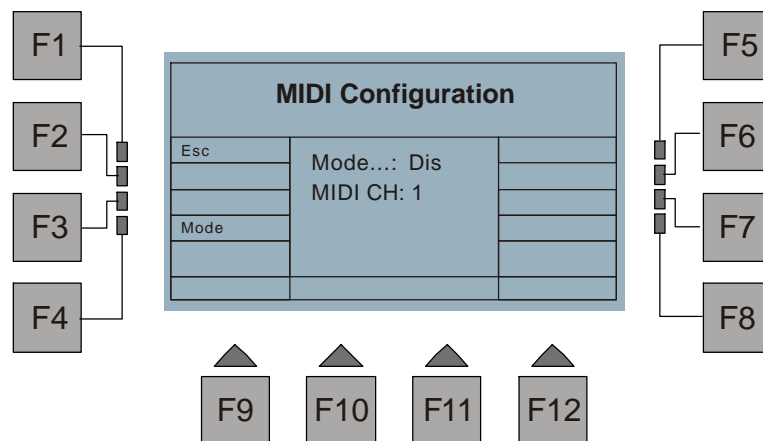 F1
F5
MIDI Configuration
F2
F6
Esc
Mode...: Dis
MIDI CH: 1
F3
F7
Mode
F4
F8
F9 F10 F11 F12